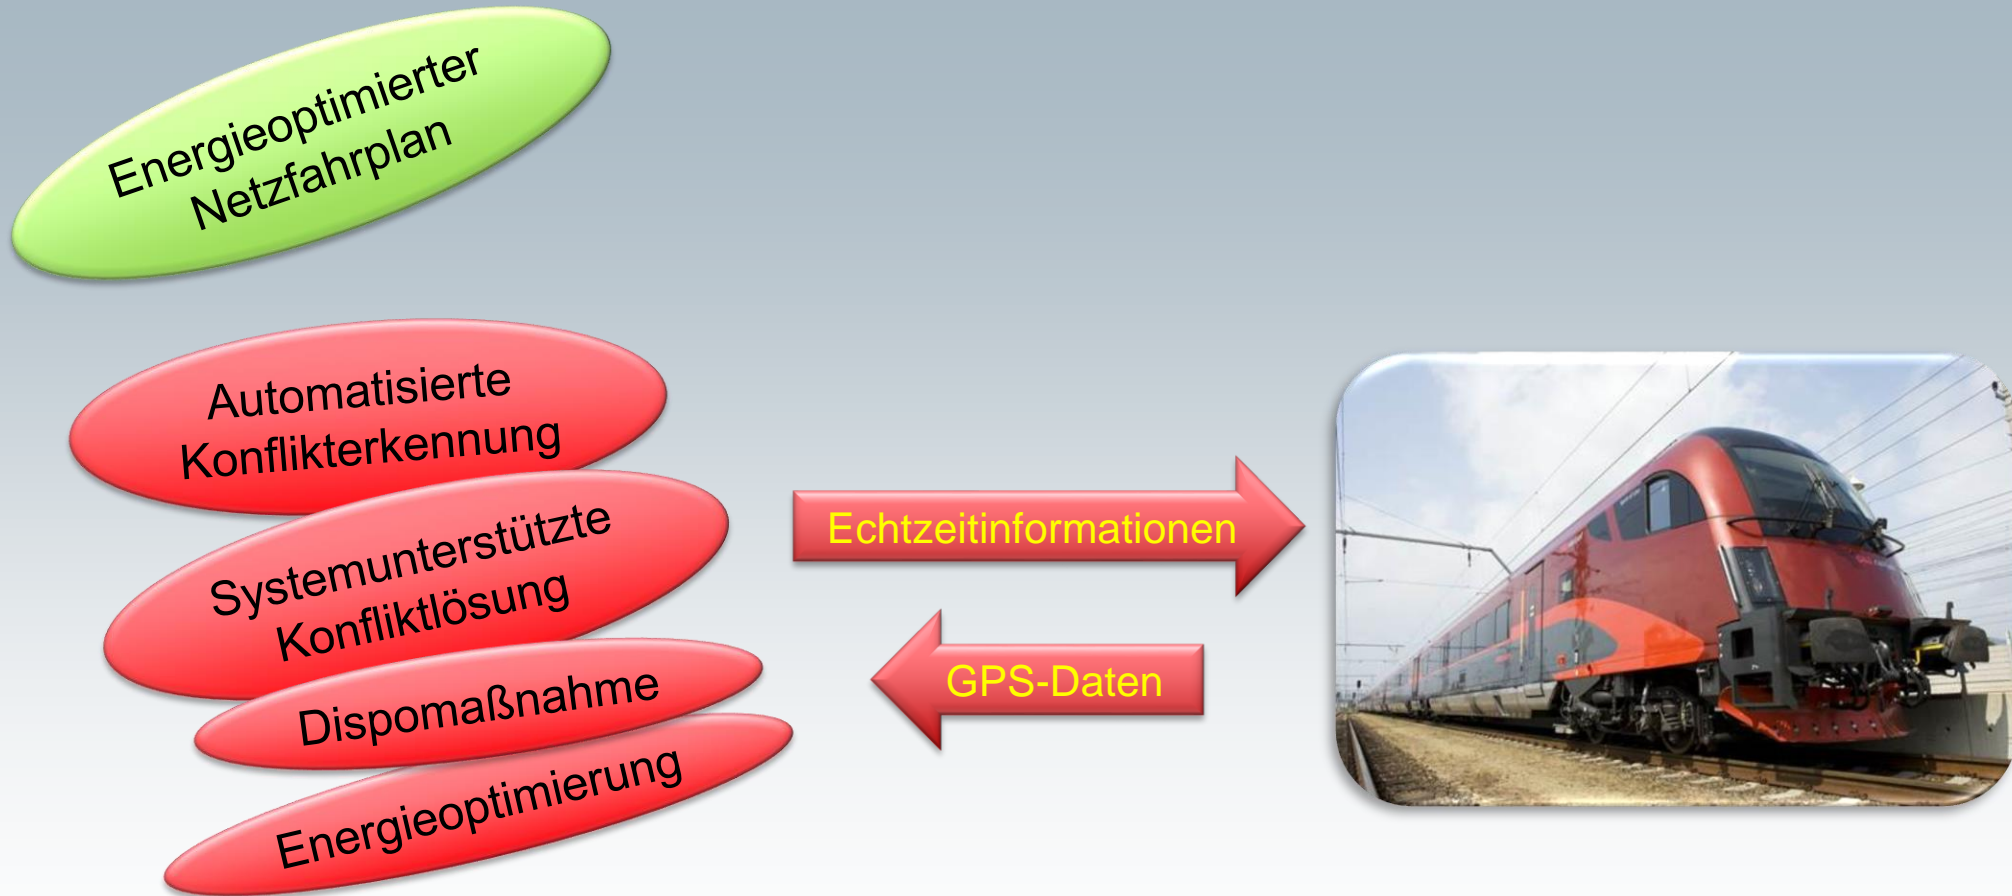 Energieoptimierter
Netzfahrplan
Automatisierte
Konflikterkennung
Systemunterstützte
Konfliktlösung
Dispomaßnahme
Energieoptimierung
Echtzeitinformationen
GPS-Daten